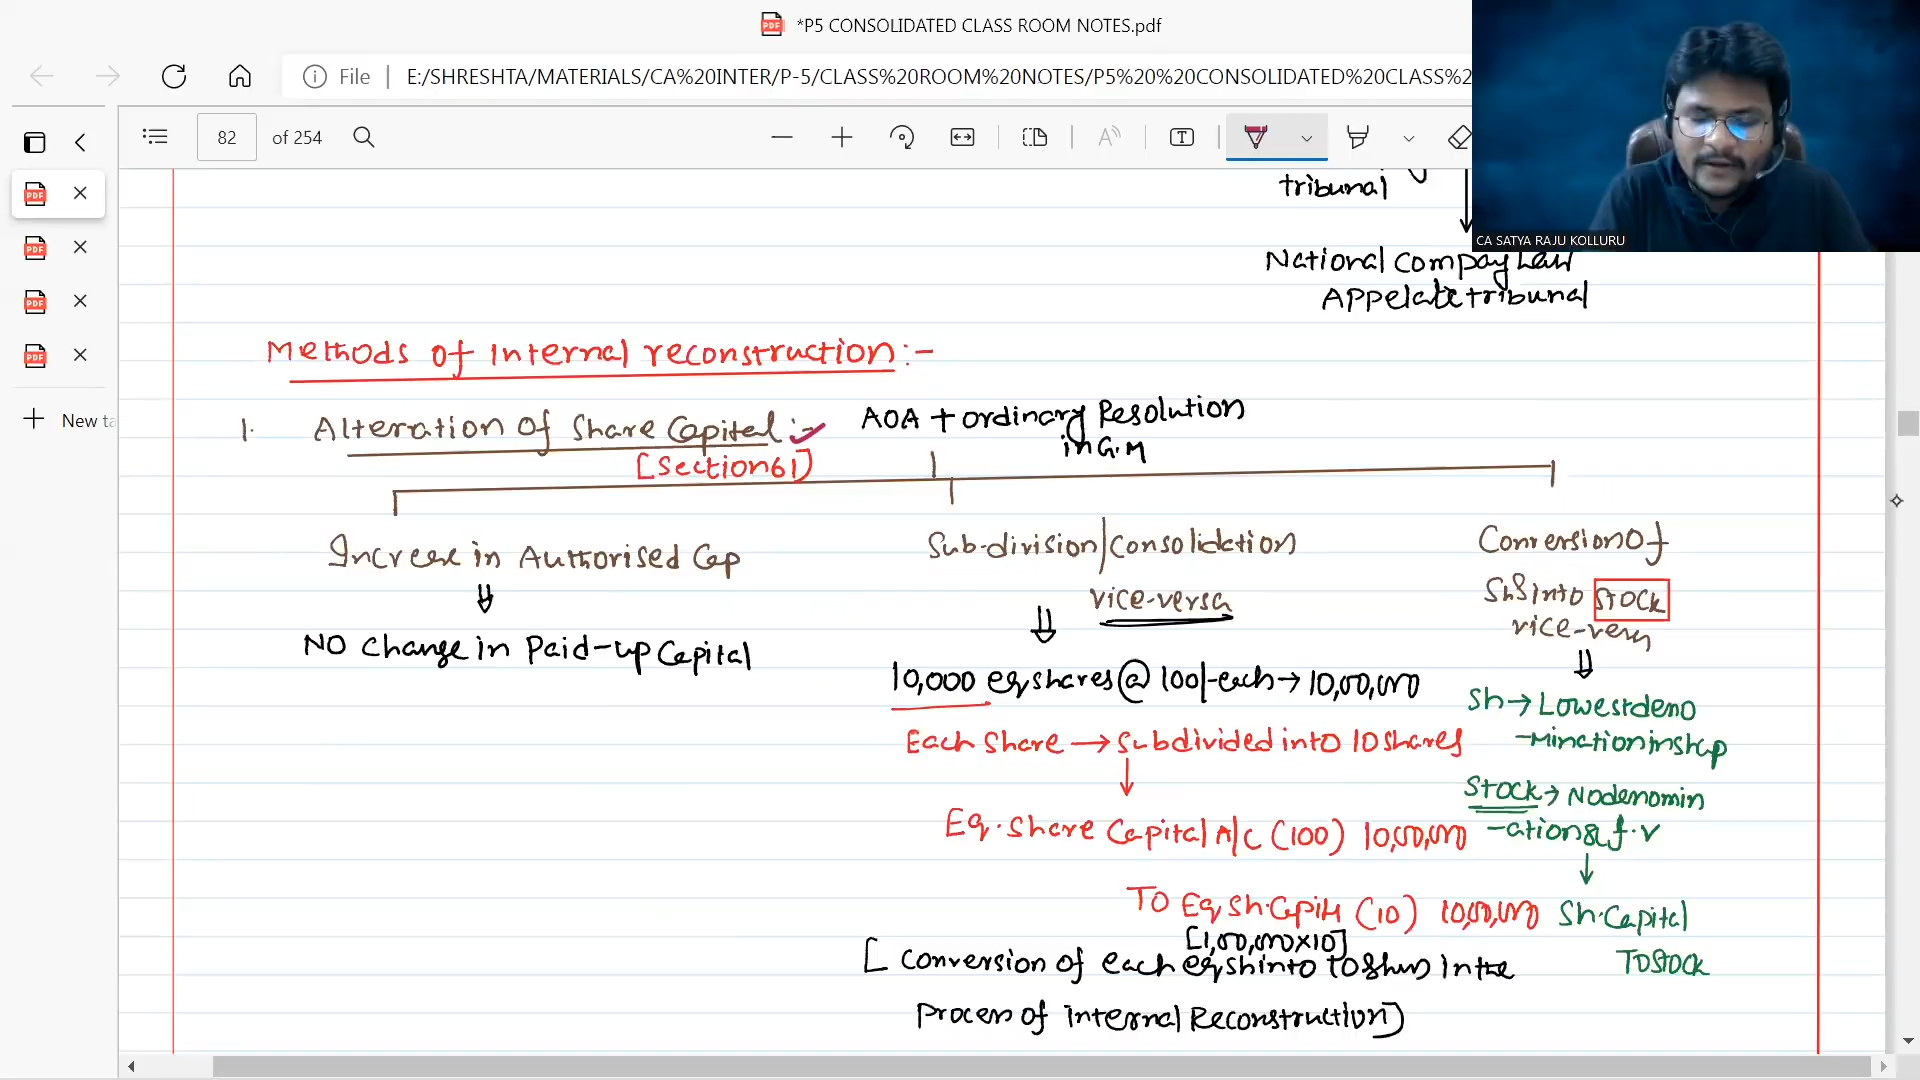 *P5 CONSOLIDATED CLASS ROOM NOTES.pdf
File
E:/SHRESHTA/MATERIALS/CA%20INTER/P-5/CLASS%20ROOM%20NOTES/P5%20%20CONSOLIDATED%20CLASS%2
82 of 254
New ta
CA SATYA RAJU KOLLURU
tribunal
National Compay Law
Appelate tribunal
Methods of internal reconstruction:-
1. Alteration of Share Capital:-
[Section 61]
AOA + ordinary Resolution
in G.M
Increase in Authorised Cap
No change in Paid-up Capital
Sub-division/Consolidation
vice-versa
10,000 eq shares @ 100/-each → 10,00,000
Each Share → Subdivided into 10 shares
Eq. Share Capital A/c (100) 10,00,000
To Eq Sh. Capital (10) 10,00,000
[1,00,000×10]
[Conversion of each eq sh into 10 shares in the
Process of internal Reconstruction)
Conversion of
Shs into Stock
vice-versa
Sh → Lowest deno
-mination in shcap
Stock → No denomin
-ation & f.v
Sh. Capital
To Stock